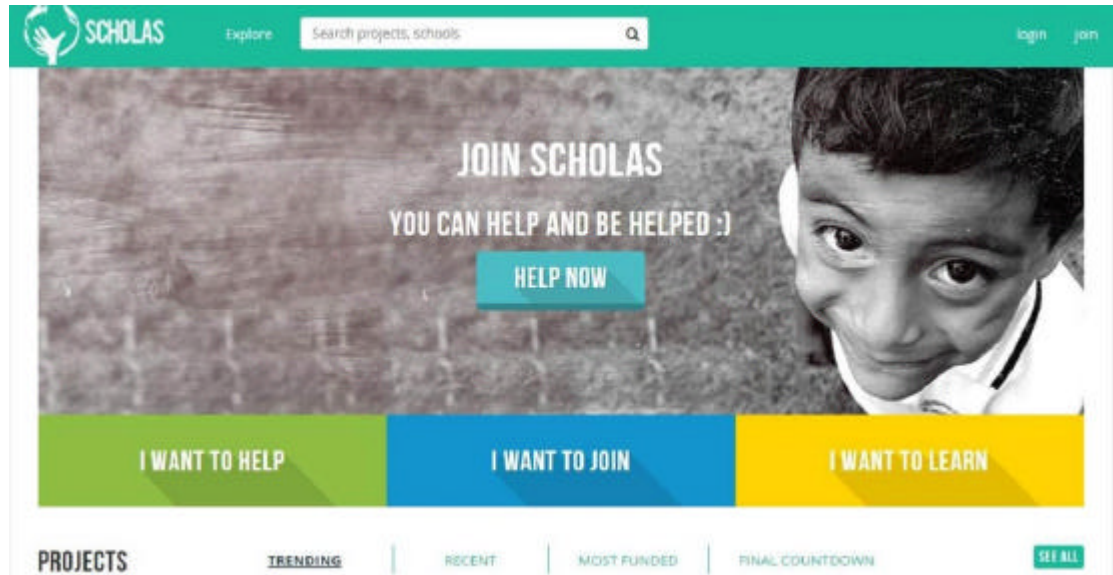 SCHOLAS Explore Search projects, schools login join
JOIN SCHOLAS
YOU CAN HELP AND BE HELPED :)
HELP NOW
I WANT TO HELP I WANT TO JOIN I WANT TO LEARN
PROJECTS TRENDING RECENT MOST FUNDED FINAL COUNTDOWN SEE ALL